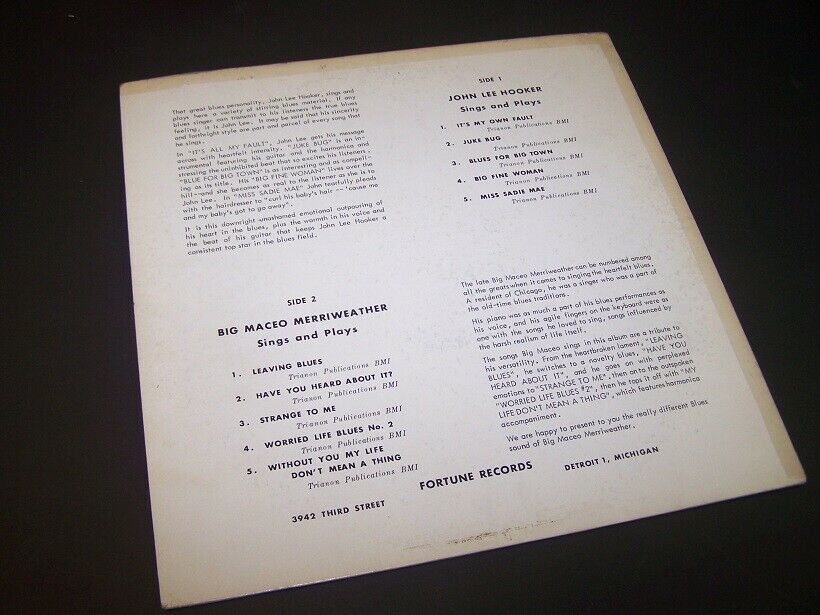 That great blues personality, John Lee Hooker, sings and
plays here a variety of stirring blues material. If any
blues singer can transmit to his listeners the true blues
feeling, it is John Lee. It may be said that his sincerity
and forthright style are part and parcel of every song that
he sings.
In "IT'S ALL MY FAULT", John Lee gets his message
across with heartfelt intensity. "JUKE BUG" is an in-
strumental featuring his guitar and the harmonica and
stressing the uninhibited beat that so excites his listeners -
"BLUE FOR BIG TOWN" is as interesting and as compell-
ing as its title. His "BIG FINE WOMAN" lives over the
hill--and she becomes as real to the listener as she is to
John Lee. In "MISS SADIE MAE" John tearfully pleads
with the hairdresser to "curl his baby's hair -- 'cause me
and my baby's got to go away".
It is this downright unashamed emotional outpouring of
his heart in the blues, plus the warmth in his voice and
the beat of his guitar that keeps John Lee Hooker a
consistent top star in the blues field.
SIDE 1
JOHN LEE HOOKER
Sings and Plays
1. IT'S MY OWN FAULT
Trianon Publications BMI
2. JUKE BUG
Trianon Publications BMI
3. BLUES FOR BIG TOWN
Trianon Publications BMI
4. BIG FINE WOMAN
Trianon Publications BMI
5. MISS SADIE MAE
Trianon Publications BMI
SIDE 2
BIG MACEO MERRIWEATHER
Sings and Plays
1. LEAVING BLUES
Trianon Publications BMI
2. HAVE YOU HEARD ABOUT IT?
Trianon Publications BMI
3. STRANGE TO ME
Trianon Publications BMI
4. WORRIED LIFE BLUES No. 2
Trianon Publications BMI
5. WITHOUT YOU MY LIFE
DON'T MEAN A THING
Trianon Publications BMI
The late Big Maceo Merriweather can be numbered among
all the greats when it comes to singing the heartfelt blues.
A resident of Chicago, he was a singer who was a part of
the old-time blues traditions.
His piano was as much a part of his blues performances as
his voice, and his agile fingers on the keyboard were as
one with the songs he loved to sing, songs influenced by
the harsh realism of life itself.
The songs Big Maceo sings in this album are a tribute to
his versatility. From the heartbroken lament, "LEAVING
BLUES", he switches to a novelty blues, "HAVE YOU
HEARD ABOUT IT", and he goes on with perplexed
emotions to "STRANGE TO ME", then on to the outspoken
"WORRIED LIFE BLUES #2", then he tops it off with "MY
LIFE DON'T MEAN A THING", which features harmonica
accompaniment.
We are happy to present to you the really different Blues
sound of Big Maceo Merriweather.
3942 THIRD STREET FORTUNE RECORDS DETROIT 1, MICHIGAN